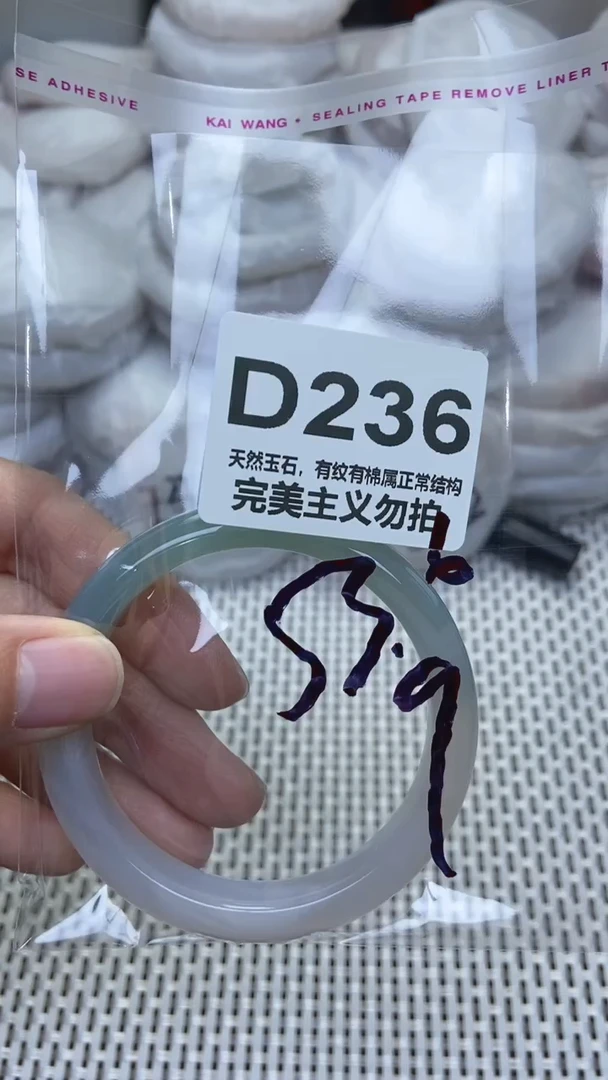 SE ADHESIVE KAI WANG • SEALING TAPE REMOVE LINER T
D236
天然玉石，有纹有棉属正常结构
完美主义勿拍
53.9